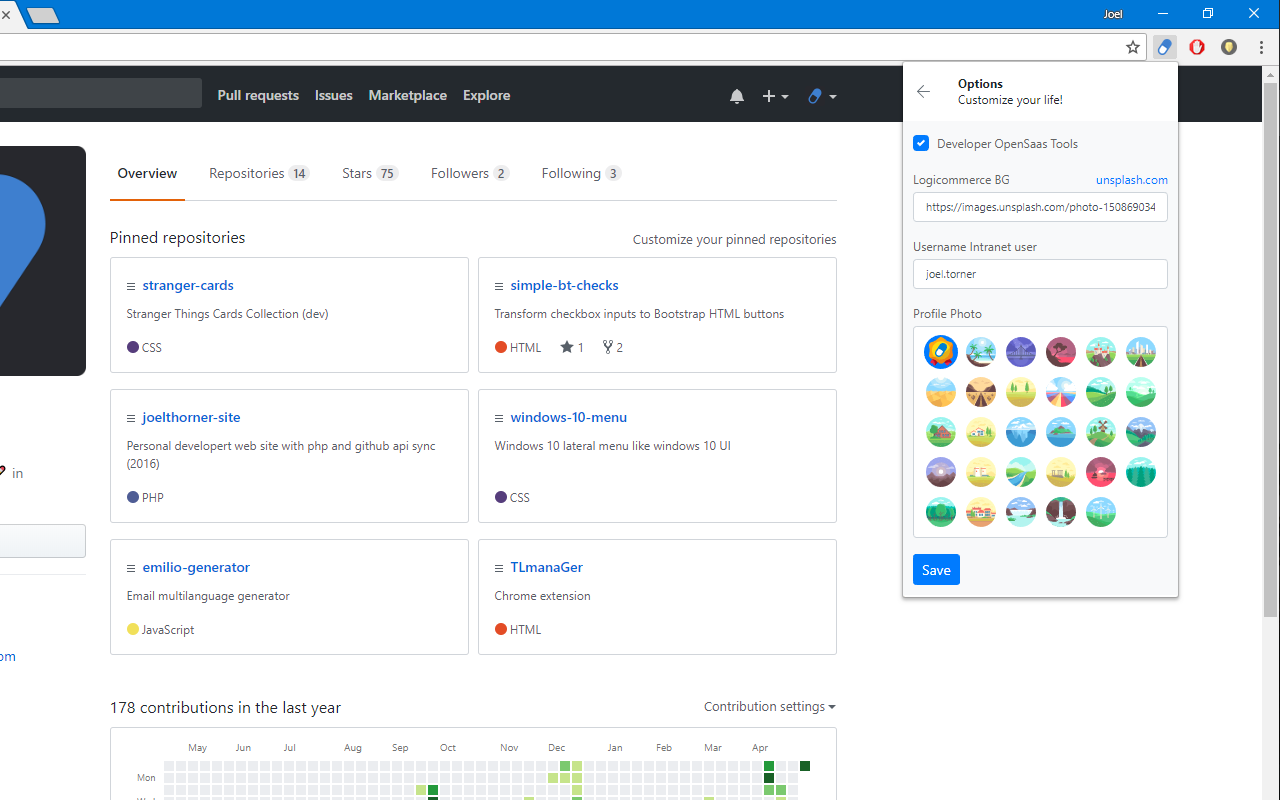 Joel
Pull requests Issues Marketplace Explore
Options
Customize your life!
Developer OpenSaas Tools
Logicommerce BG unsplash.com
https://images.unsplash.com/photo-150869034
Username Intranet user
joel.torner
Profile Photo
Save
Overview Repositories 14 Stars 75 Followers 2 Following 3
Pinned repositories Customize your pinned repositories
stranger-cards
Stranger Things Cards Collection (dev)
CSS
simple-bt-checks
Transform checkbox inputs to Bootstrap HTML buttons
HTML 1 2
joelthorner-site
Personal developert web site with php and github api sync
(2016)
PHP
windows-10-menu
Windows 10 lateral menu like windows 10 UI
CSS
in
emilio-generator
Email multilanguage generator
JavaScript
TLmanaGer
Chrome extension
HTML
om
178 contributions in the last year Contribution settings
May Jun Jul Aug Sep Oct Nov Dec Jan Feb Mar Apr
Mon